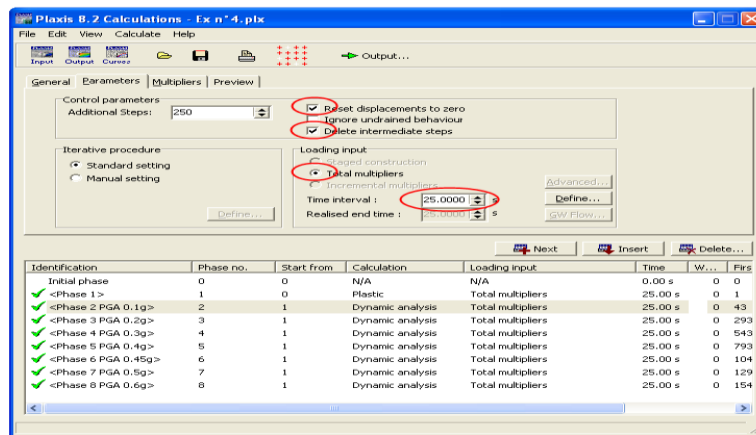 Plaxis 8.2 Calculations - Ex n°4.plx
File Edit View Calculate Help
Input Output Curves Output...
General Parameters Multipliers Preview
Control parameters
Additional Steps: 250
Reset displacements to zero
Ignore undrained behaviour
Delete intermediate steps
Iterative procedure
Standard setting
Manual setting
Define...
Loading input
Staged construction
Total multipliers
Incremental multipliers
Advanced...
Time interval : 25.0000 s Define...
Realised end time : 25.0000 s GW Flow...
Next Insert Delete...
Identification Phase no. Start from Calculation Loading input Time W... Firs
Initial phase 0 0 N/A N/A 0.00 s 0 0
<Phase 1> 1 0 Plastic Total multipliers 25.00 s 0 1
<Phase 2 PGA 0.1g> 2 1 Dynamic analysis Total multipliers 25.00 s 0 43
<Phase 3 PGA 0.2g> 3 1 Dynamic analysis Total multipliers 25.00 s 0 293
<Phase 4 PGA 0.3g> 4 1 Dynamic analysis Total multipliers 25.00 s 0 543
<Phase 5 PGA 0.4g> 5 1 Dynamic analysis Total multipliers 25.00 s 0 793
<Phase 6 PGA 0.45g> 6 1 Dynamic analysis Total multipliers 25.00 s 0 104
<Phase 7 PGA 0.5g> 7 1 Dynamic analysis Total multipliers 25.00 s 0 129
<Phase 8 PGA 0.6g> 8 1 Dynamic analysis Total multipliers 25.00 s 0 154